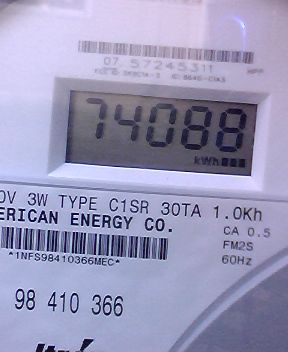 07 57245311
74088
kWh
0V 3W TYPE C1SR 30TA 1.0Kh
ERICAN ENERGY CO.
CA 0.5
FM2S
*1NFS98410366MEC*
60Hz
98 410 366